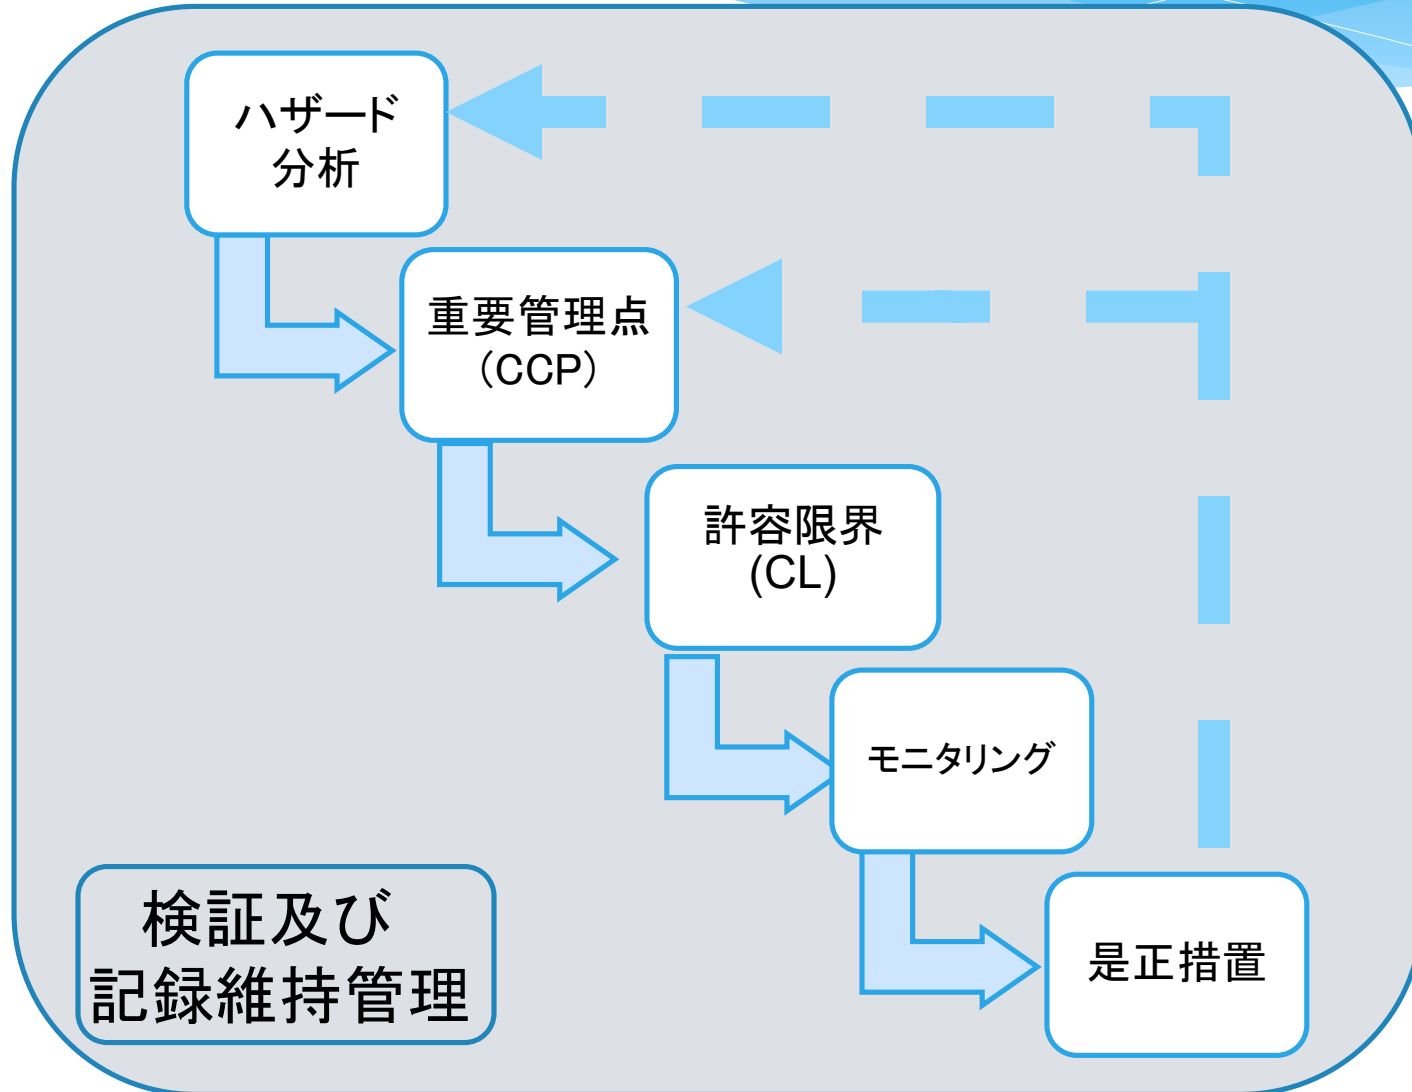 ハザード
分析
重要管理点
（CCP）
許容限界
(CL)
モニタリング
是正措置
検証及び
記録維持管理